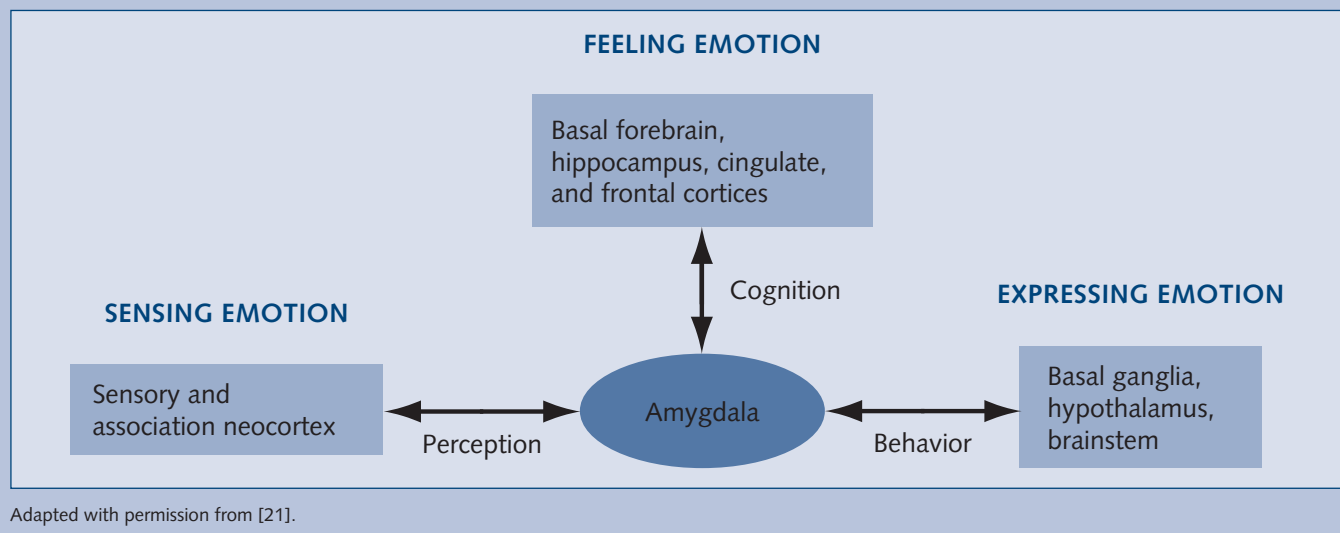 FEELING EMOTION
Basal forebrain,
hippocampus, cingulate,
and frontal cortices
Cognition
SENSING EMOTION
EXPRESSING EMOTION
Sensory and
association neocortex
Perception
Amygdala
Behavior
Basal ganglia,
hypothalamus,
brainstem
Adapted with permission from [21].